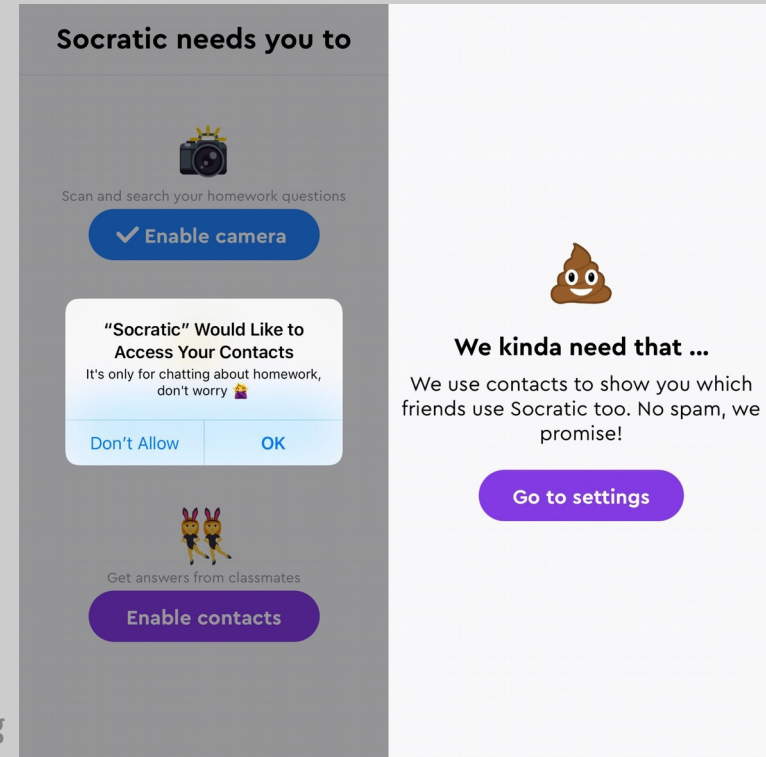 Socratic needs you to
Scan and search your homework questions
Enable camera
“Socratic” Would Like to
Access Your Contacts
It's only for chatting about homework,
don't worry
Don't Allow
OK
Get answers from classmates
Enable contacts
We kinda need that ...
We use contacts to show you which
friends use Socratic too. No spam, we
promise!
Go to settings